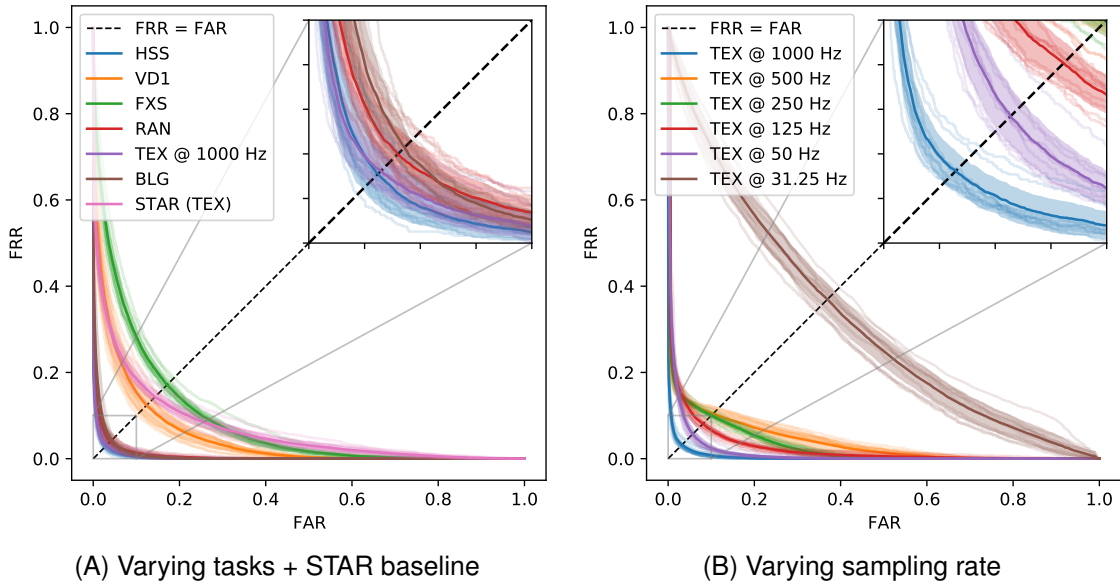 1.0
0.8
0.6
0.4
0.2
0.0
FRR
0.0
0.2
0.4
0.6
0.8
1.0
FAR
FRR = FAR
HSS
VD1
FXS
RAN
TEX @ 1000 Hz
BLG
STAR (TEX)
(A) Varying tasks + STAR baseline
1.0
0.8
0.6
0.4
0.2
0.0
FRR
0.0
0.2
0.4
0.6
0.8
1.0
FAR
FRR = FAR
TEX @ 1000 Hz
TEX @ 500 Hz
TEX @ 250 Hz
TEX @ 125 Hz
TEX @ 50 Hz
TEX @ 31.25 Hz
(B) Varying sampling rate